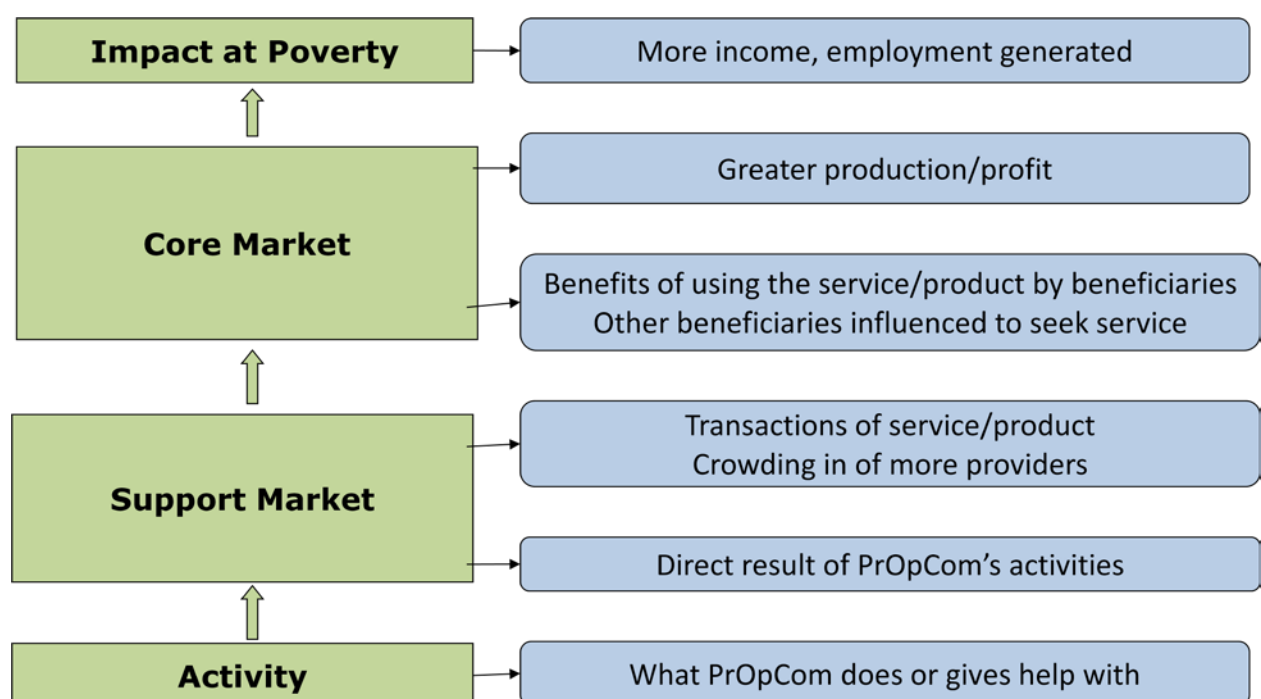 Impact at Poverty
More income, employment generated
Greater production/profit
Core Market
Benefits of using the service/product by beneficiaries
Other beneficiaries influenced to seek service
Transactions of service/product
Crowding in of more providers
Support Market
Direct result of PrOpCom’s activities
Activity
What PrOpCom does or gives help with